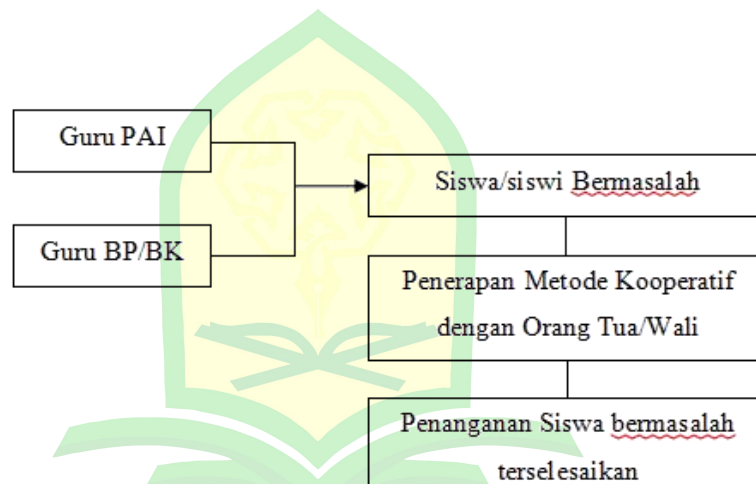 Guru PAI
Guru BP/BK
Siswa/siswi Bermasalah
Penerapan Metode Kooperatif
dengan Orang Tua/Wali
Penanganan Siswa bermasalah
terselesaikan